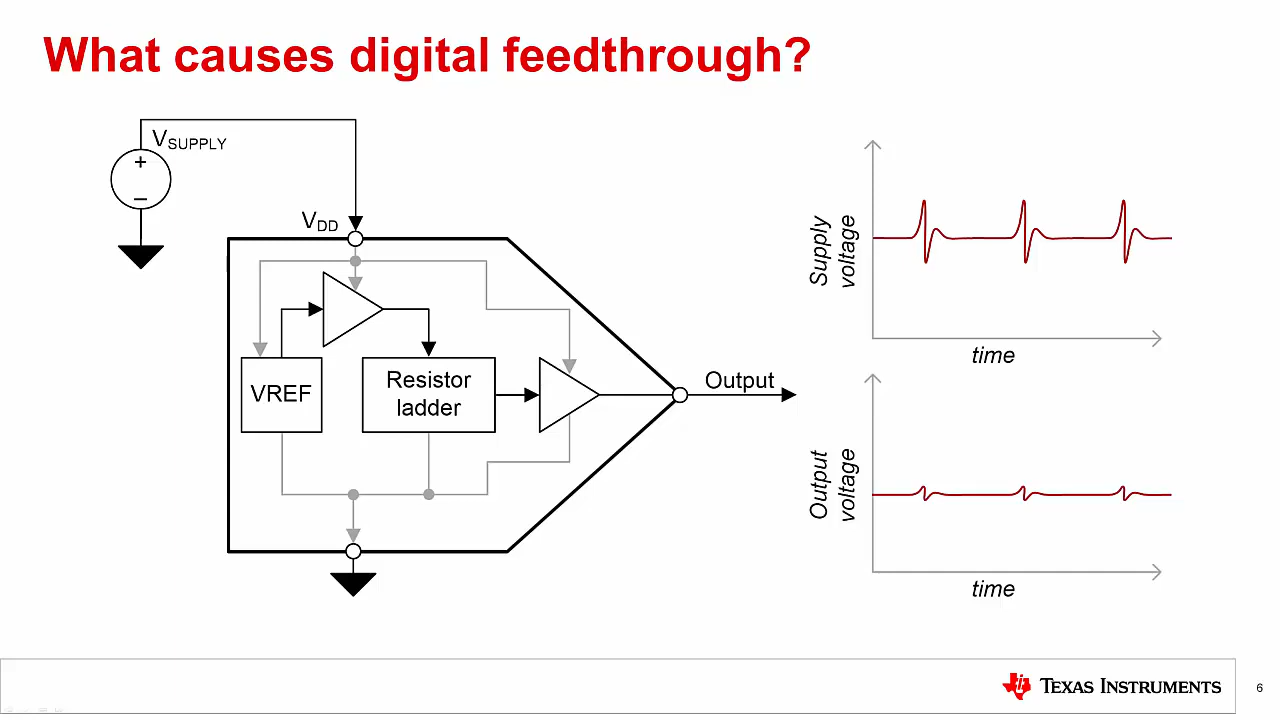 What causes digital feedthrough?
VSUPPLY
+
−
VDD
VREF
Resistor
ladder
Output
Supply
voltage
time
Output
voltage
time
TEXAS INSTRUMENTS
6